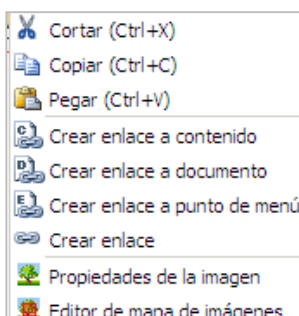 Cortar (Ctrl+X)
Copiar (Ctrl+C)
Pegar (Ctrl+V)
Crear enlace a contenido
Crear enlace a documento
Crear enlace a punto de menú
Crear enlace
Propiedades de la imagen
Editor de mapa de imágenes